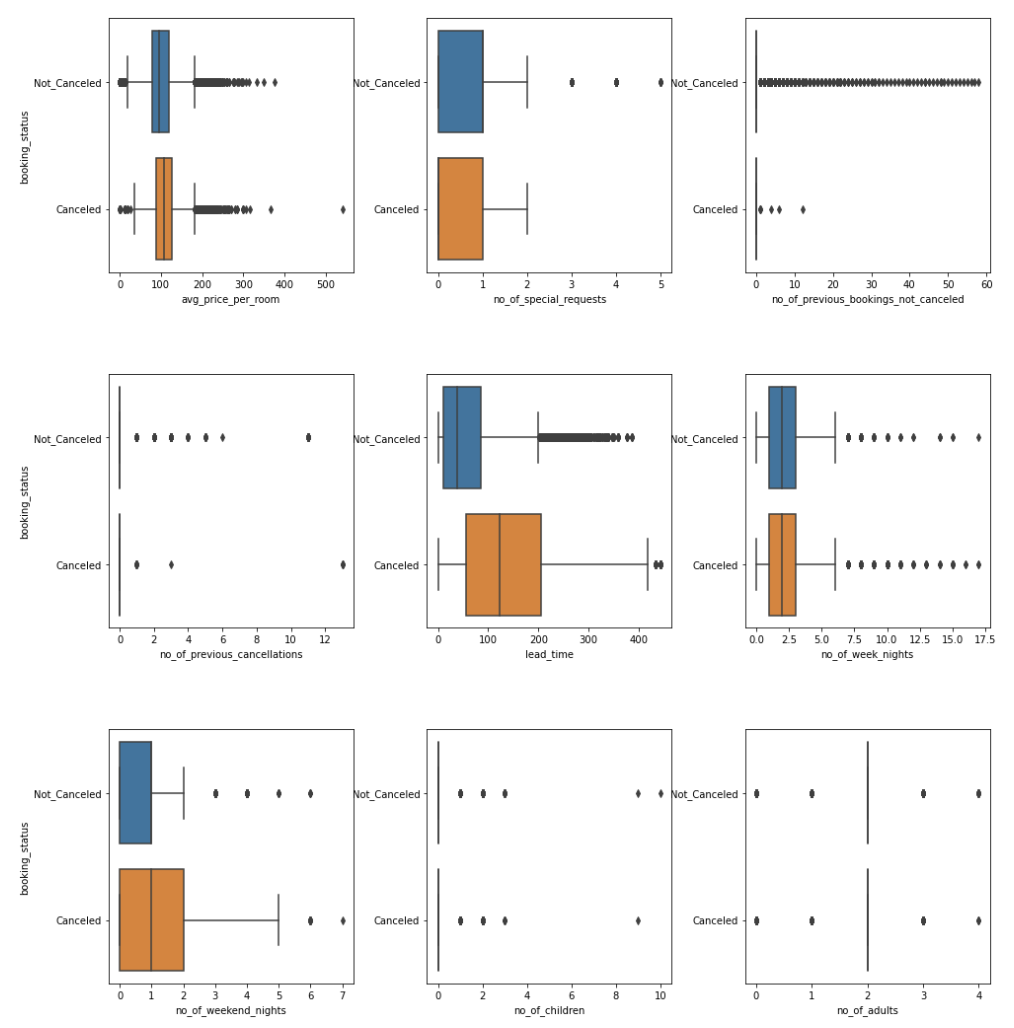 booking_status
Not_Canceled
Canceled
0 100 200 300 400 500
avg_price_per_room
Not_Canceled
Canceled
0 1 2 3 4 5
no_of_special_requests
Not_Canceled
Canceled
0 10 20 30 40 50 60
no_of_previous_bookings_not_canceled
booking_status
Not_Canceled
Canceled
0 2 4 6 8 10 12
no_of_previous_cancellations
Not_Canceled
Canceled
0 100 200 300 400
lead_time
Not_Canceled
Canceled
0.0 2.5 5.0 7.5 10.0 12.5 15.0 17.5
no_of_week_nights
booking_status
Not_Canceled
Canceled
0 1 2 3 4 5 6 7
no_of_weekend_nights
Not_Canceled
Canceled
0 2 4 6 8 10
no_of_children
Not_Canceled
Canceled
0 1 2 3 4
no_of_adults